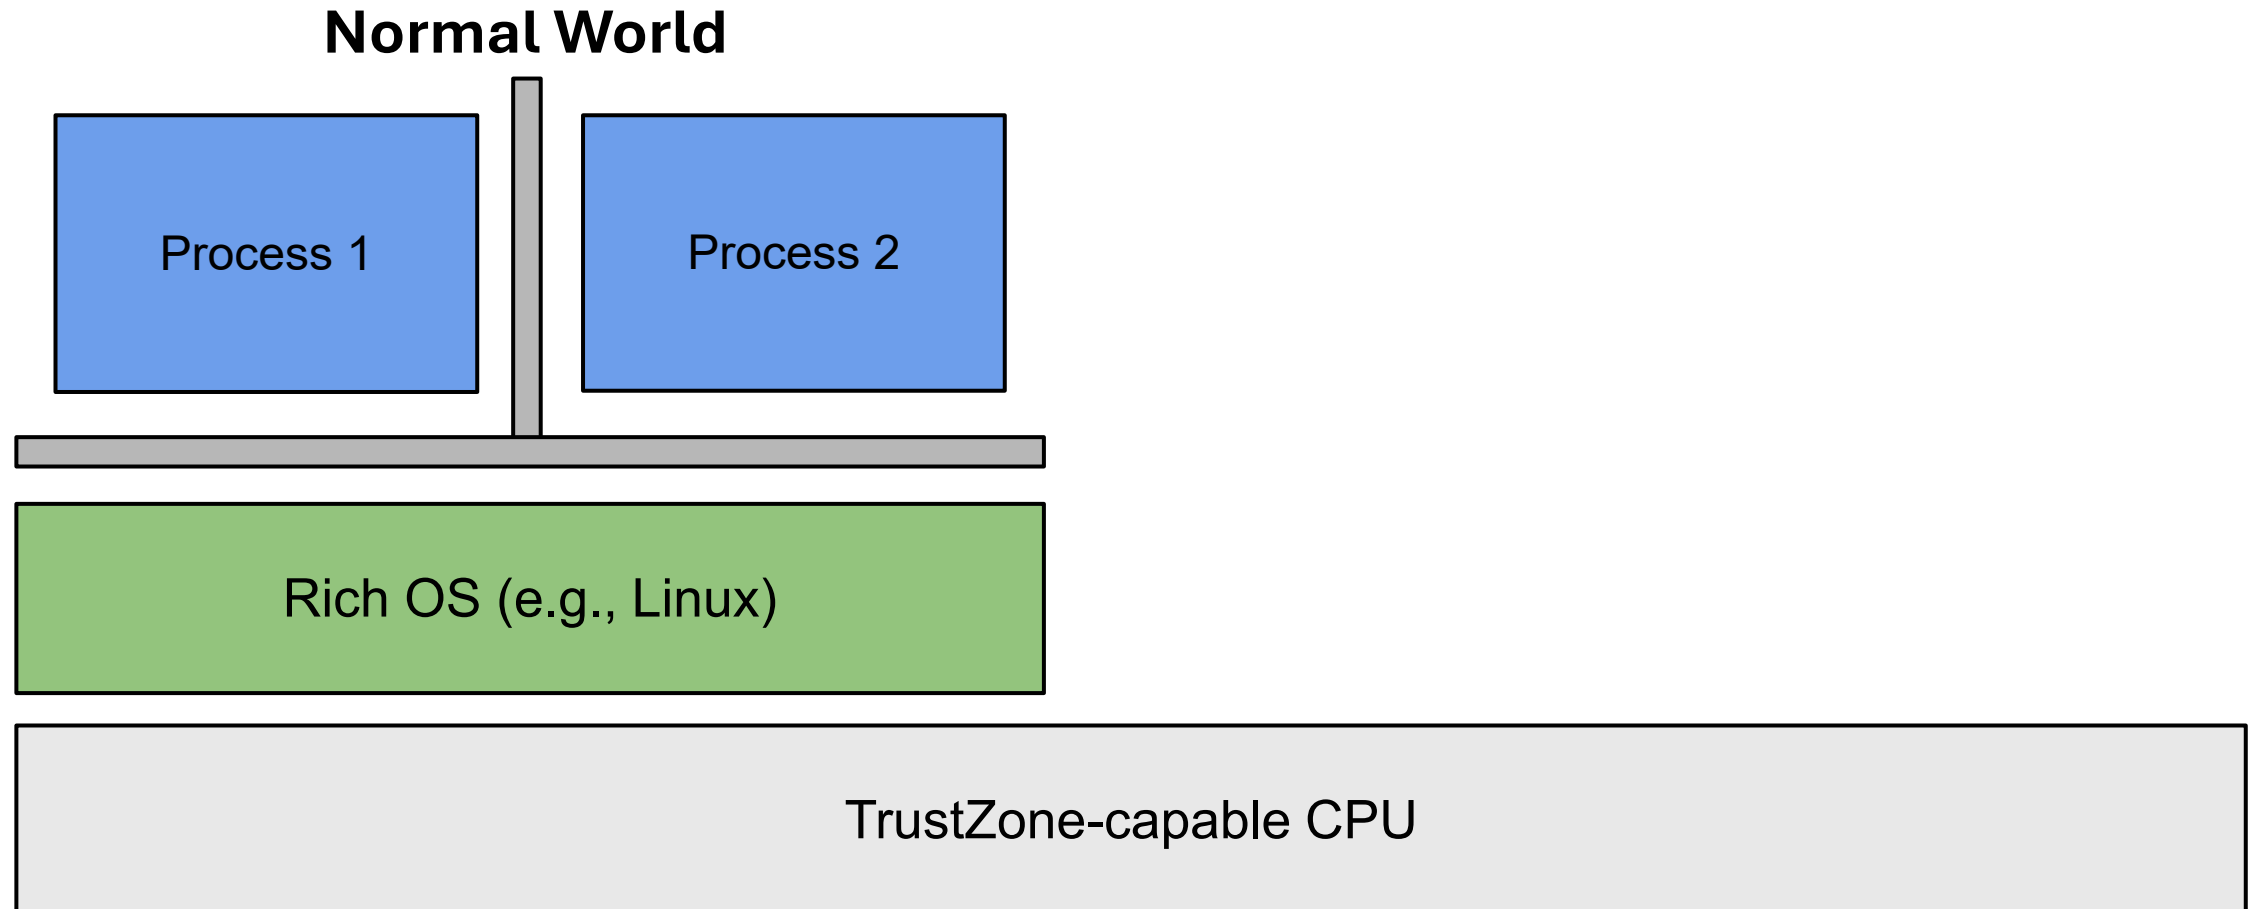 Normal World
Process 1
Process 2
Rich OS (e.g., Linux)
TrustZone-capable CPU